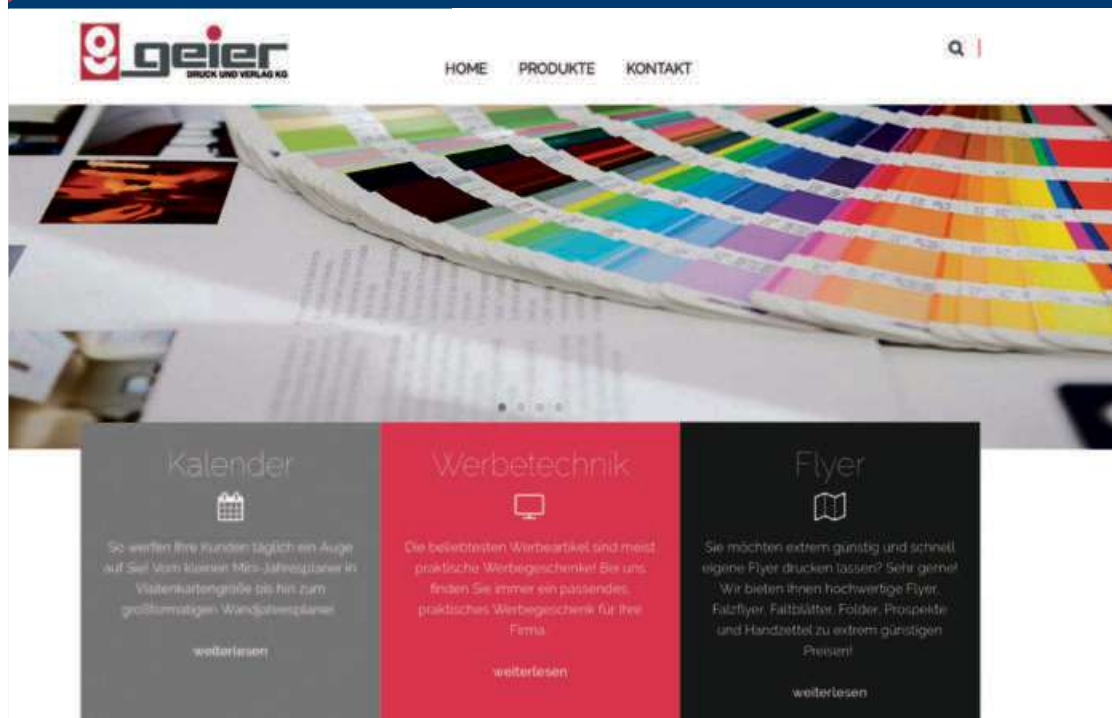 geier
DRUCK UND VERLAG KG
HOME PRODUKTE KONTAKT
Kalender
So werfen Ihre Kunden täglich ein Auge
auf Sie! Vom kleinen Mini-Jahresplaner in
Visitenkartengröße bis hin zum
großformatigen Wandjahresplaner.
weiterlesen
Werbetechnik
Die beliebtesten Werbeartikel sind meist
praktische Werbegeschenke! Bei uns
finden Sie immer ein passendes,
praktisches Werbegeschenk für Ihre
Firma.
weiterlesen
Flyer
Sie möchten extrem günstig und schnell
eigene Flyer drucken lassen? Sehr gerne!
Wir bieten Ihnen hochwertige Flyer,
Falzflyer, Faltblätter, Folder, Prospekte
und Handzettel zu extrem günstigen
Preisen!
weiterlesen